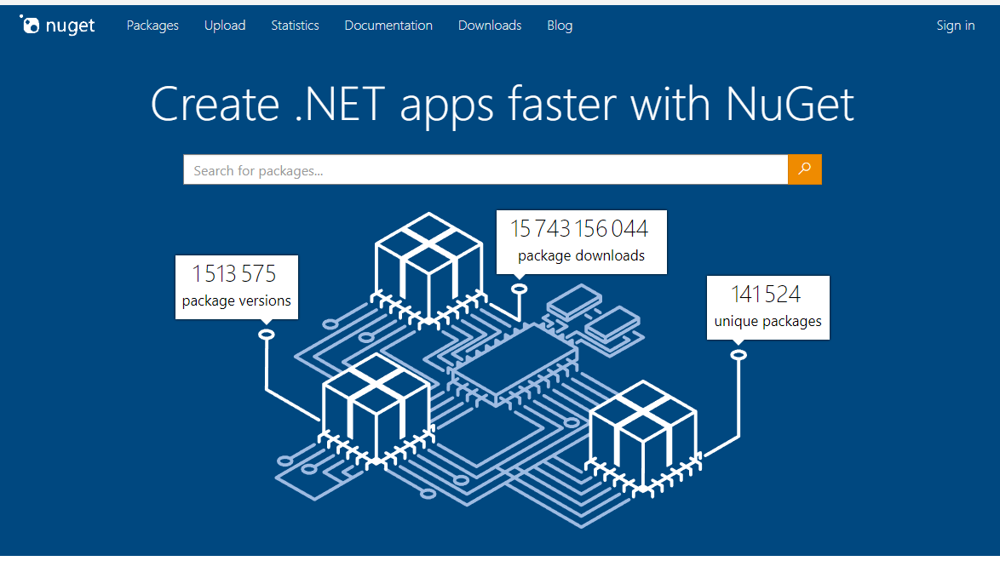 nuget Packages Upload Statistics Documentation Downloads Blog Sign in
Create .NET apps faster with NuGet
Search for packages...
15 743 156 044
package downloads
1 513 575
package versions
141 524
unique packages